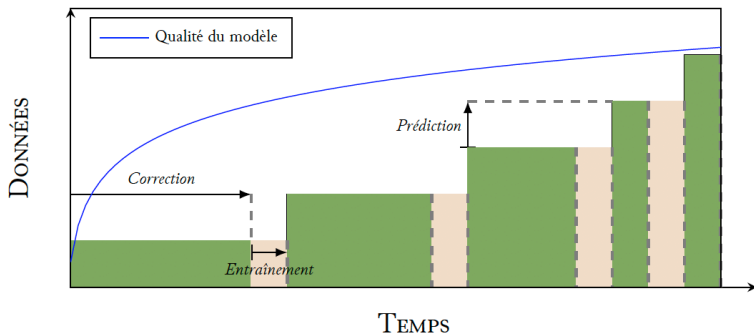 Qualité du modèle
Prédiction
Correction
Entraînement
DONNÉES
TEMPS